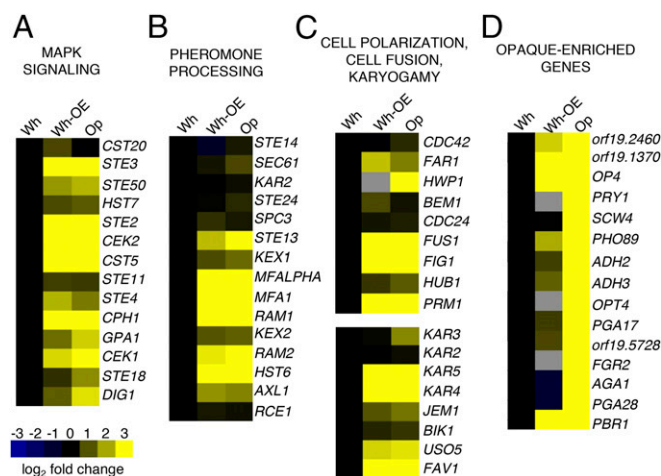 A
MAPK
SIGNALING
Wh
Wh-OE
Op
CST20
STE3
STE50
HST7
STE2
CEK2
CST5
STE11
STE4
CPH1
GPA1
CEK1
STE18
DIG1
-3 -2 -1 0 1 2 3
log2 fold change
B
PHEROMONE
PROCESSING
Wh
Wh-OE
Op
STE14
SEC61
KAR2
STE24
SPC3
STE13
KEX1
MFALPHA
MFA1
RAM1
KEX2
RAM2
HST6
AXL1
RCE1
C
CELL POLARIZATION,
CELL FUSION,
KARYOGAMY
Wh
Wh-OE
Op
CDC42
FAR1
HWP1
BEM1
CDC24
FUS1
FIG1
HUB1
PRM1
KAR3
KAR2
KAR5
KAR4
JEM1
BIK1
USO5
FAV1
D
OPAQUE-ENRICHED
GENES
Wh
Wh-OE
Op
orf19.2460
orf19.1370
OP4
PRY1
SCW4
PHO89
ADH2
ADH3
OPT4
PGA17
orf19.5728
FGR2
AGA1
PGA28
PBR1